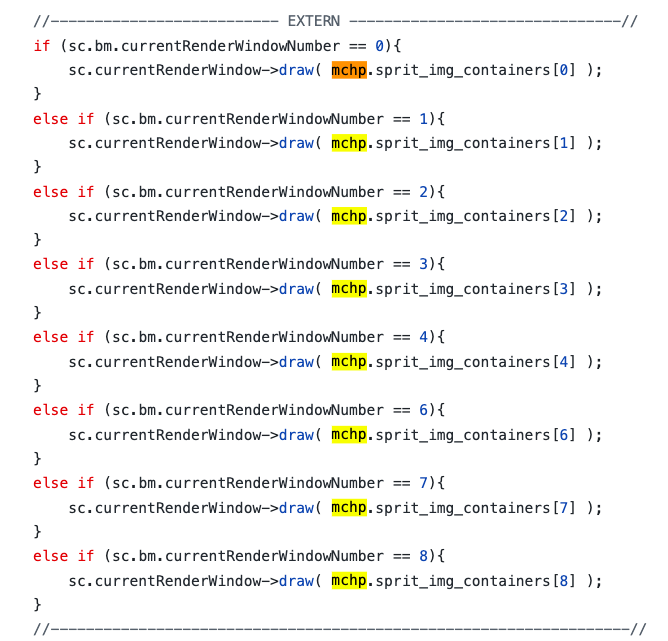 //-------------------------- EXTERN -------------------------------//
if (sc.bm.currentRenderWindowNumber == 0){
    sc.currentRenderWindow->draw( mchp.sprit_img_containers[0] );
}
else if (sc.bm.currentRenderWindowNumber == 1){
    sc.currentRenderWindow->draw( mchp.sprit_img_containers[1] );
}
else if (sc.bm.currentRenderWindowNumber == 2){
    sc.currentRenderWindow->draw( mchp.sprit_img_containers[2] );
}
else if (sc.bm.currentRenderWindowNumber == 3){
    sc.currentRenderWindow->draw( mchp.sprit_img_containers[3] );
}
else if (sc.bm.currentRenderWindowNumber == 4){
    sc.currentRenderWindow->draw( mchp.sprit_img_containers[4] );
}
else if (sc.bm.currentRenderWindowNumber == 6){
    sc.currentRenderWindow->draw( mchp.sprit_img_containers[6] );
}
else if (sc.bm.currentRenderWindowNumber == 7){
    sc.currentRenderWindow->draw( mchp.sprit_img_containers[7] );
}
else if (sc.bm.currentRenderWindowNumber == 8){
    sc.currentRenderWindow->draw( mchp.sprit_img_containers[8] );
}
//------------------------------------------------------------------//